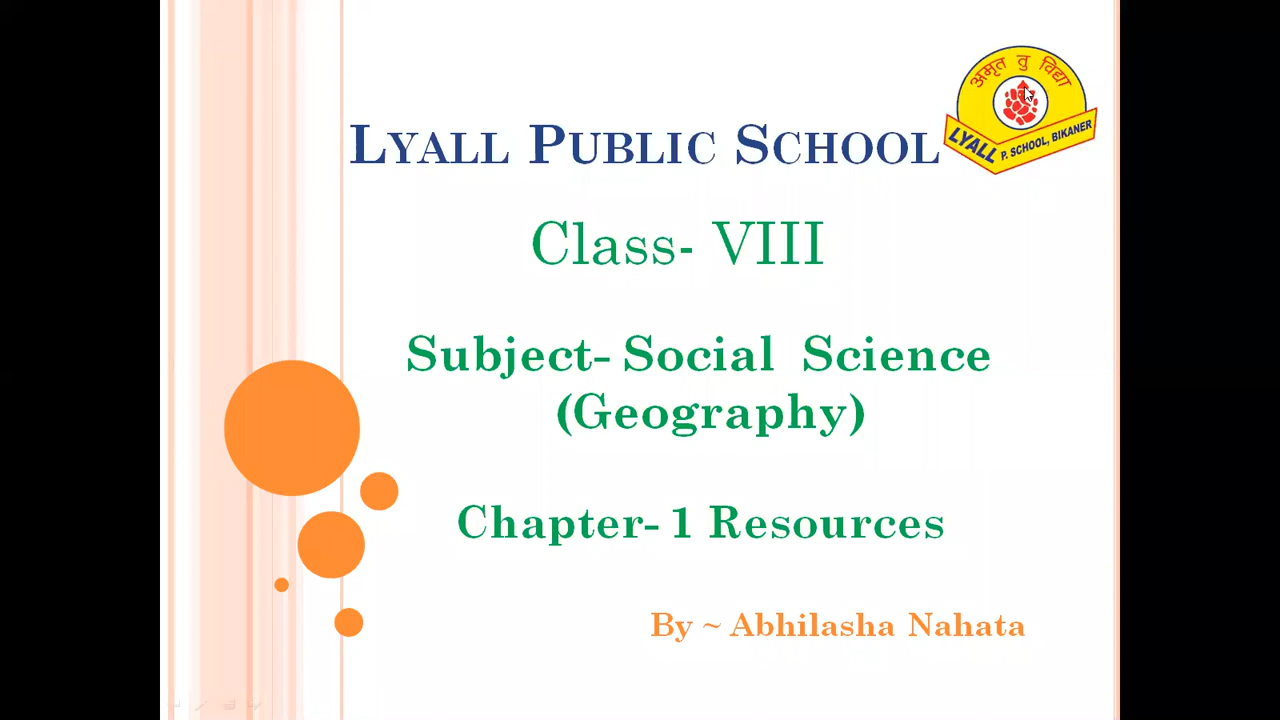 अमृत तु विद्या
LYALL P. SCHOOL, BIKANER
LYALL PUBLIC SCHOOL
Class- VIII
Subject- Social Science
(Geography)
Chapter- 1 Resources
By ~ Abhilasha Nahata